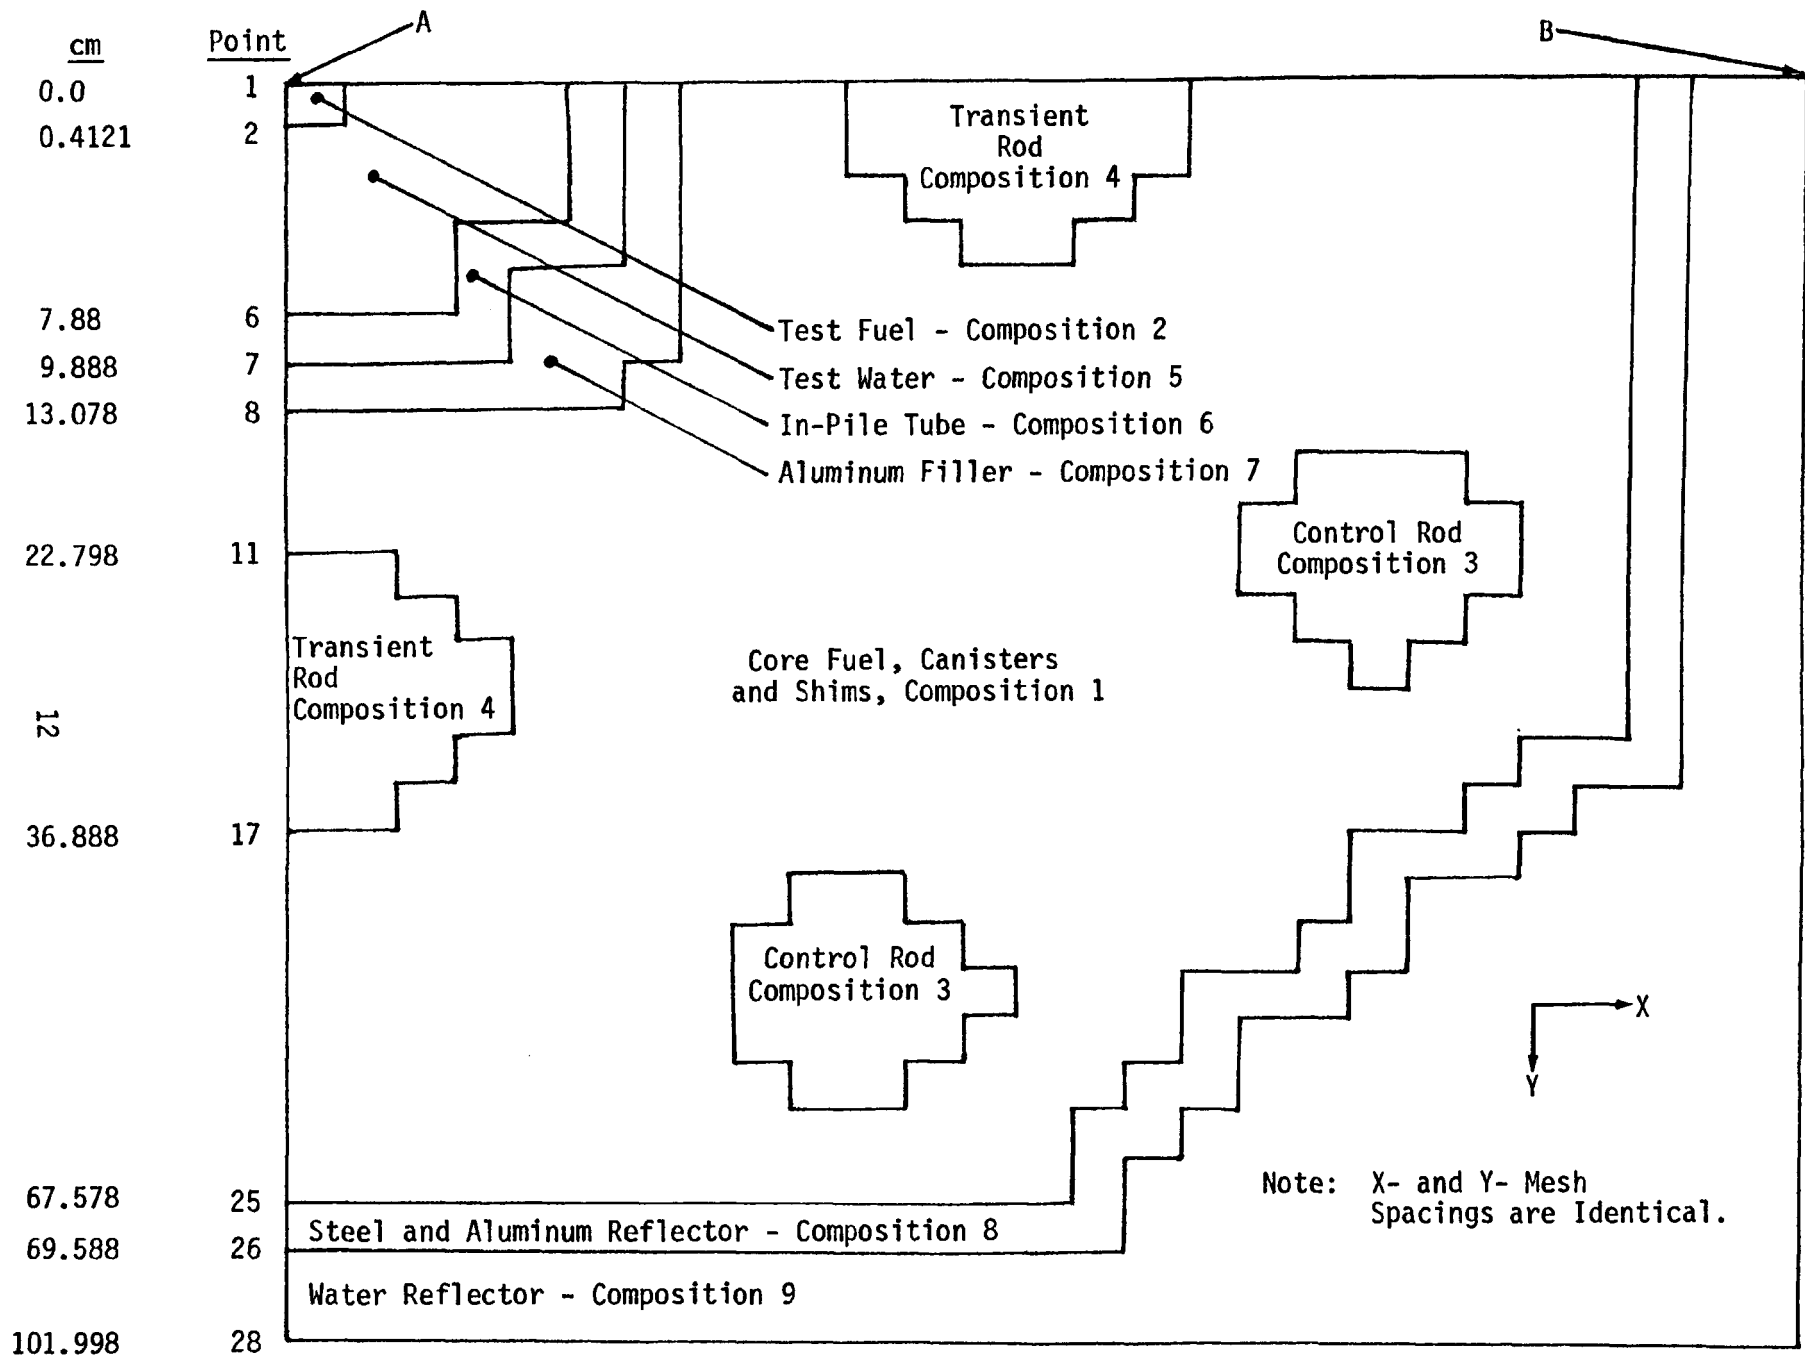 A
B
cm
Point
0.0
1
0.4121
2
Transient
Rod
Composition 4
7.88
6
Test Fuel - Composition 2
9.888
7
Test Water - Composition 5
13.078
8
In-Pile Tube - Composition 6
Aluminum Filler - Composition 7
22.798
11
Control Rod
Composition 3
Transient
Rod
Composition 4
Core Fuel, Canisters
and Shims, Composition 1
12
36.888
17
Control Rod
Composition 3
X
Y
Note: X- and Y- Mesh
Spacings are Identical.
67.578
25
Steel and Aluminum Reflector - Composition 8
69.588
26
Water Reflector - Composition 9
101.998
28